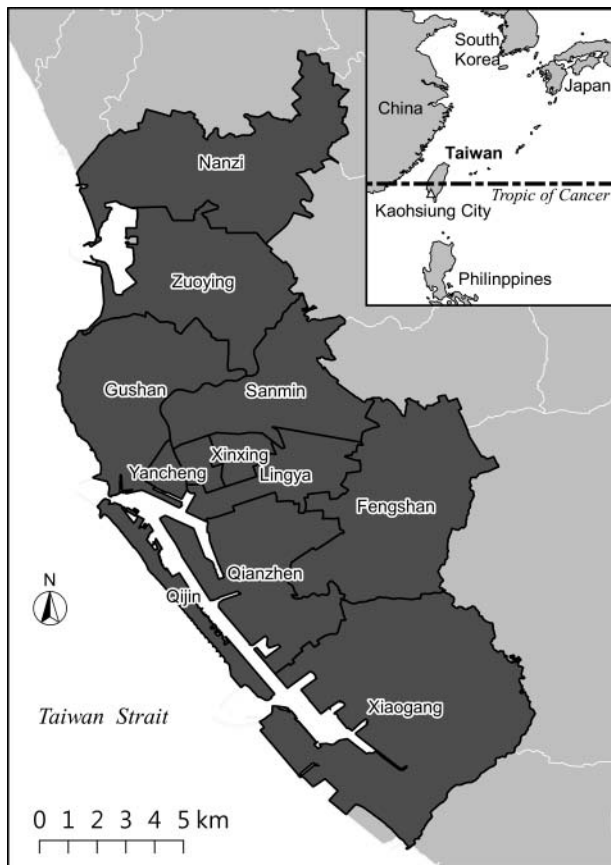 South
Korea
China
Japan
Taiwan
Tropic of Cancer
Kaohsiung City
Philinppines
Nanzi
Zuoying
Gushan
Sanmin
Xinxing
Yancheng
Lingya
Fengshan
Qianzhen
Qijin
N
Xiaogang
Taiwan Strait
0 1 2 3 4 5 km